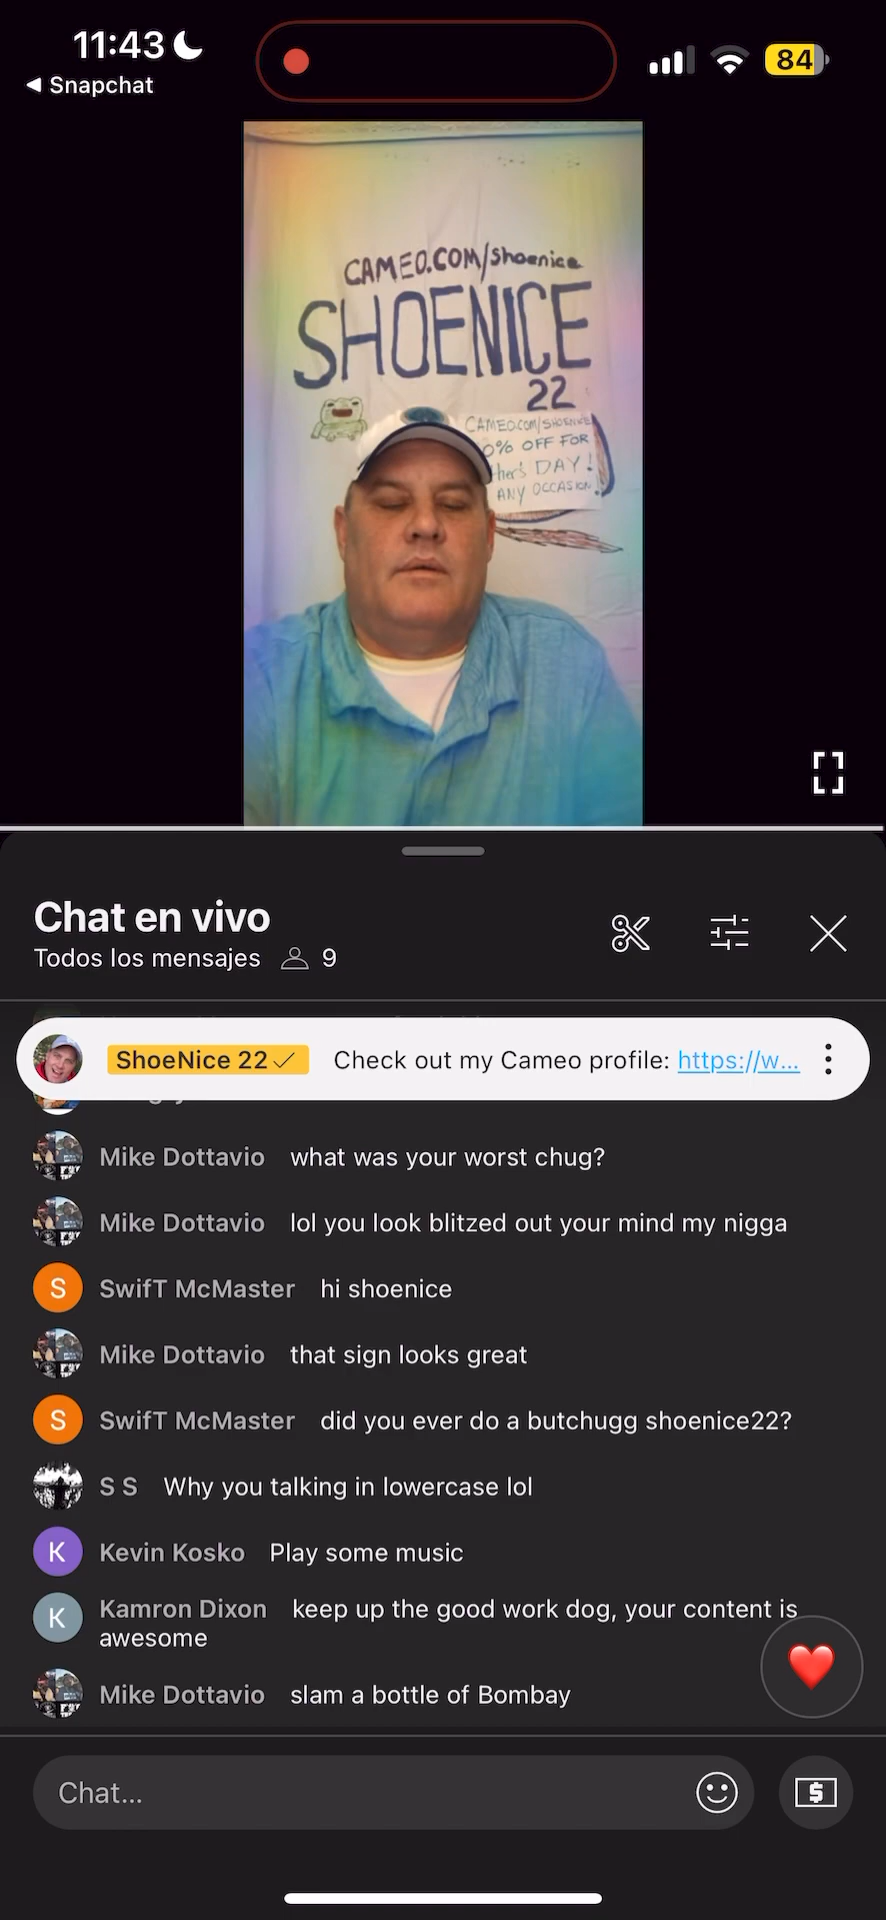 11:43
84
Snapchat
CAMEO.COM/shoenice
SHOENICE
22
CAMEO.COM/SHOENICE
0% OFF FOR
her's DAY!
ANY OCCASION
Chat en vivo
Todos los mensajes 9
ShoeNice 22 Check out my Cameo profile: https://w...
Mike Dottavio what was your worst chug?
Mike Dottavio lol you look blitzed out your mind my nigga
S SwifT McMaster hi shoenice
Mike Dottavio that sign looks great
S SwifT McMaster did you ever do a butchugg shoenice22?
S S Why you talking in lowercase lol
K Kevin Kosko Play some music
K Kamron Dixon keep up the good work dog, your content is
awesome
Mike Dottavio slam a bottle of Bombay
Chat...
$